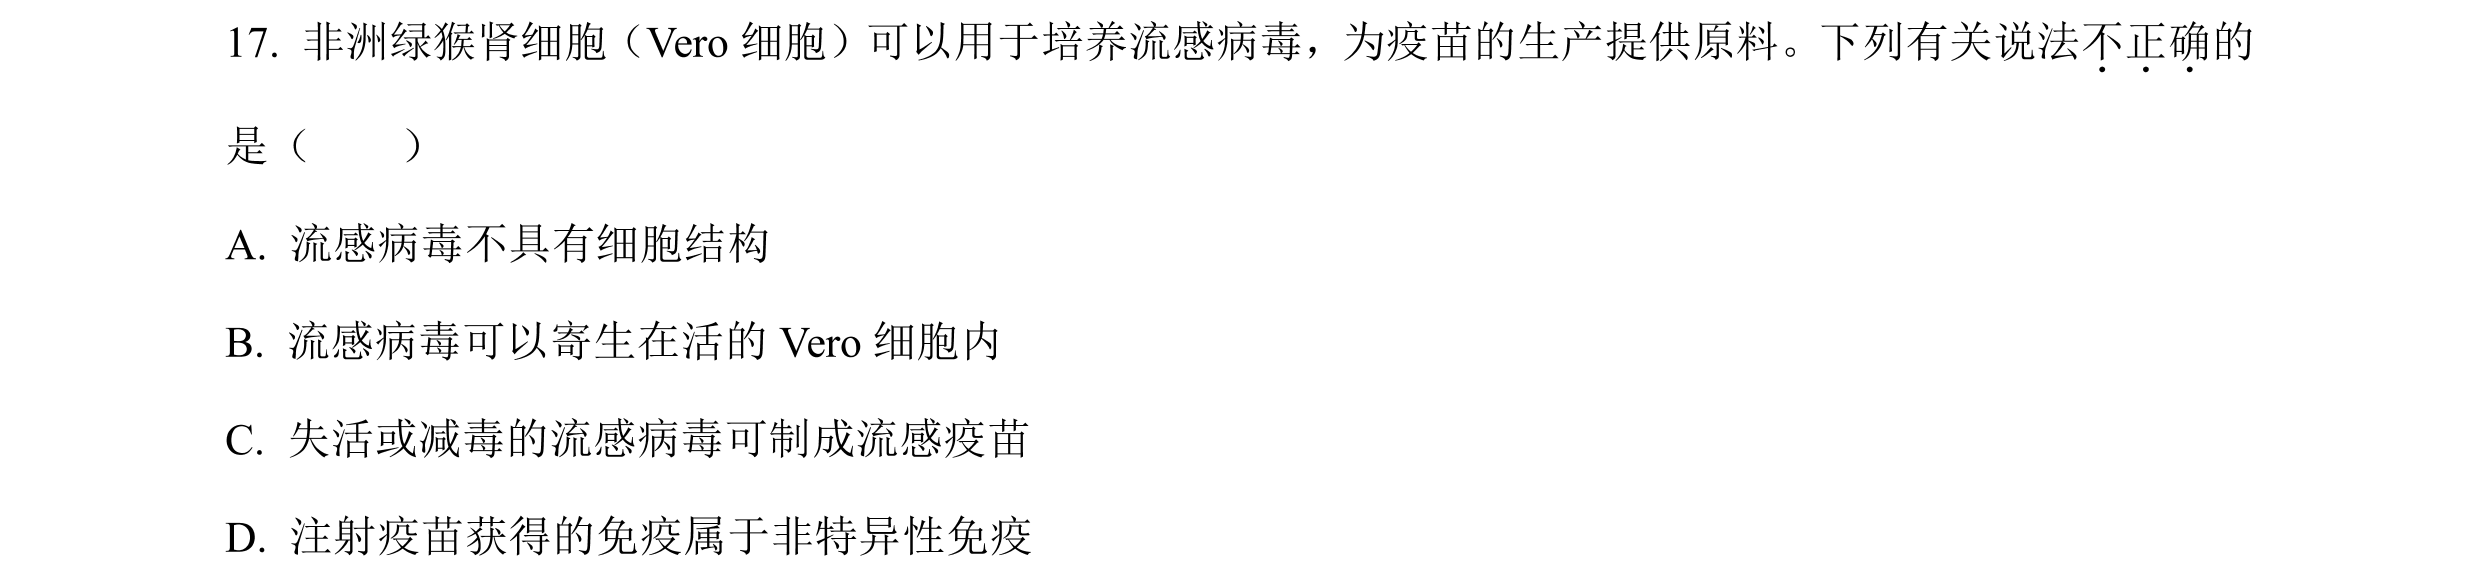 17. 非洲绿猴肾细胞（Vero 细胞）可以用于培养流感病毒，为疫苗的生产提供原料。下列有关说法不正确的
是（　　）
A. 流感病毒不具有细胞结构
B. 流感病毒可以寄生在活的 Vero 细胞内
C. 失活或减毒的流感病毒可制成流感疫苗
D. 注射疫苗获得的免疫属于非特异性免疫